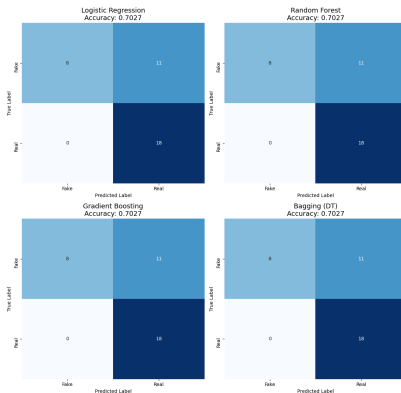 Logistic Regression
Accuracy: 0.7027
Fake
8
11
True Label
Real
0
18
Fake
Real
Predicted Label
Random Forest
Accuracy: 0.7027
Fake
8
11
True Label
Real
0
18
Fake
Real
Predicted Label
Gradient Boosting
Accuracy: 0.7027
Fake
8
11
True Label
Real
0
18
Fake
Real
Predicted Label
Bagging (DT)
Accuracy: 0.7027
Fake
8
11
True Label
Real
0
18
Fake
Real
Predicted Label